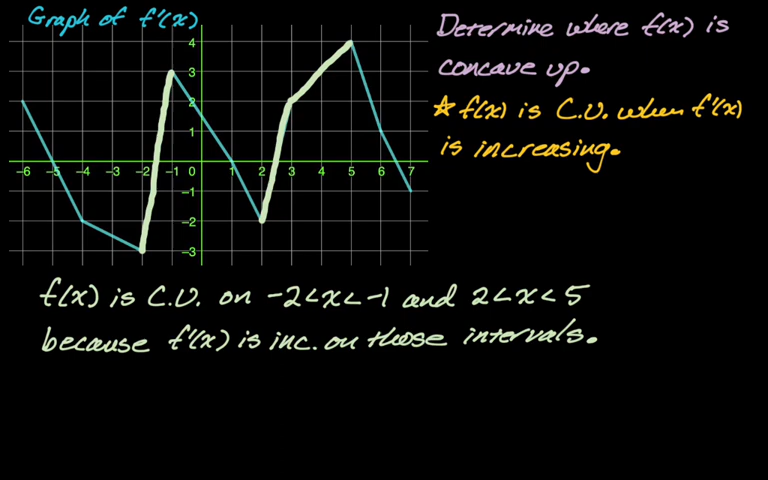 Graph of f'(x)
Determine where f(x) is
concave up.
☆ f(x) is C.U. when f'(x)
is increasing.
4
3
2
1
-6 -5 -4 -3 -2 -1 0 1 2 3 4 5 6 7
-1
-2
-3
f(x) is C.U. on -2<x<-1 and 2<x<5
because f'(x) is inc. on those intervals.